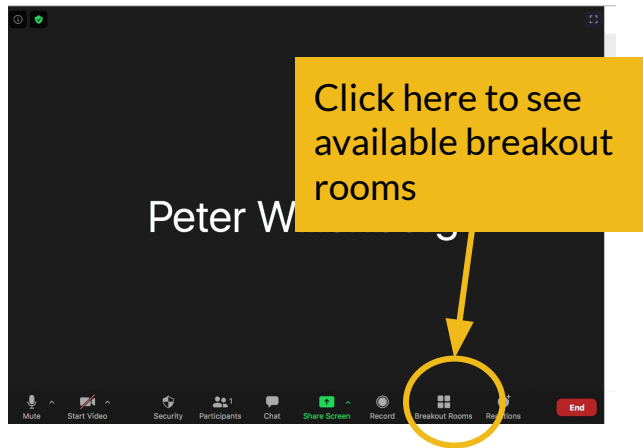 Click here to see
available breakout
rooms
Peter W
1
Mute
Start Video
Security
Participants
Chat
Share Screen
Record
Breakout Rooms
Reactions
End